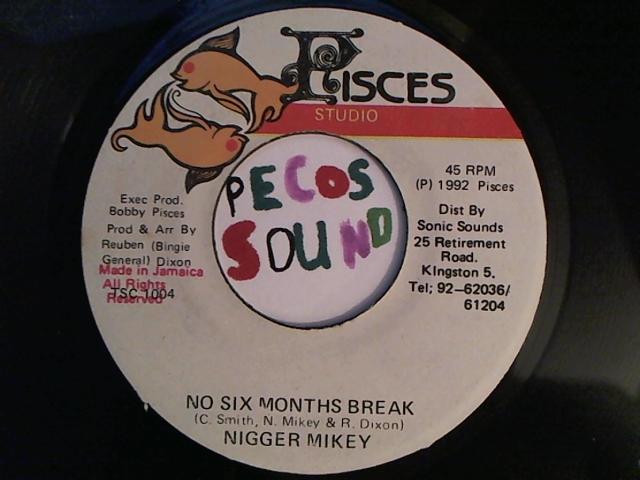 PISCES
STUDIO
PECOS
SOUND
45 RPM
(P) 1992 Pisces
Dist By
Sonic Sounds
25 Retirement
Road.
KIngston 5.
Tel; 92-62036/
61204
Exec Prod.
Bobby Pisces
Prod & Arr By
Reuben (Bingie
General) Dixon
Made in Jamaica
All Rights
Reserved
TSC 1004
NO SIX MONTHS BREAK
(C. Smith, N. Mikey & R. Dixon)
NIGGER MIKEY